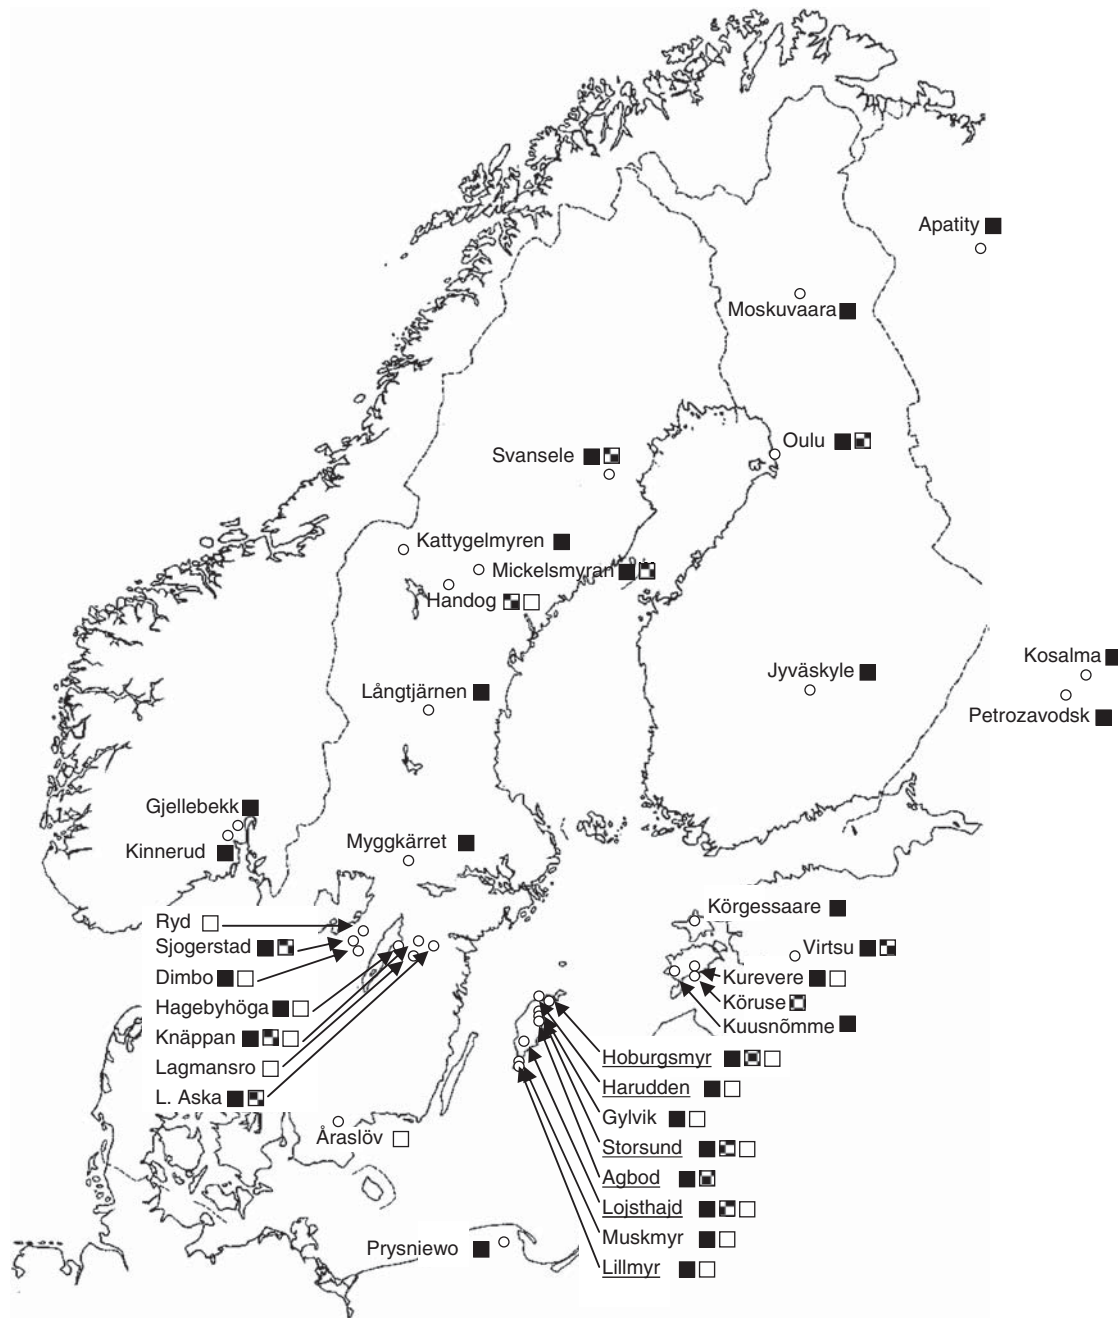 Apatity
Moskuvaara
Oulu
Svansele
Kattygelmyren
Mickelsmyran
Handog
Kosalma
Jyväskyle
Långtjärnen
Petrozavodsk
Gjellebekk
Myggkärret
Kinnerud
Körgessaare
Ryd
Sjogerstad
Virtsu
Dimbo
Kurevere
Köruse
Hagebyhöga
Kuusnõmme
Knäppan
Hoburgsmyr
Lagmansro
Harudden
L. Aska
Gylvik
Åraslöv
Storsund
Agbod
Lojsthajd
Muskmyr
Prysniewo
Lillmyr